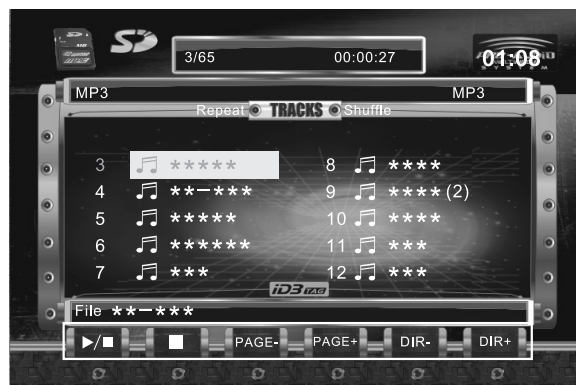 SD
3/65 00:00:27
01:08
MP3 MP3
Repeat TRACKS Shuffle
3 *****
4 **-***
5 *****
6 ******
7 ***
8 ****
9 ****(2)
10 ****
11 ***
12 ***
iD3 TAG
File **-***
PAGE- PAGE+ DIR- DIR+